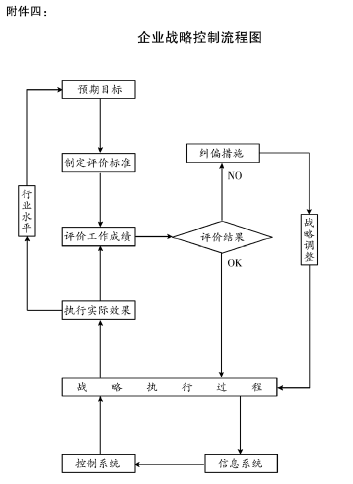 附件四：
企业战略控制流程图
预期目标
制定评价标准
纠偏措施
NO
行业水平
评价工作成绩
评价结果
战略调整
OK
执行实际效果
战略执行过程
控制系统
信息系统